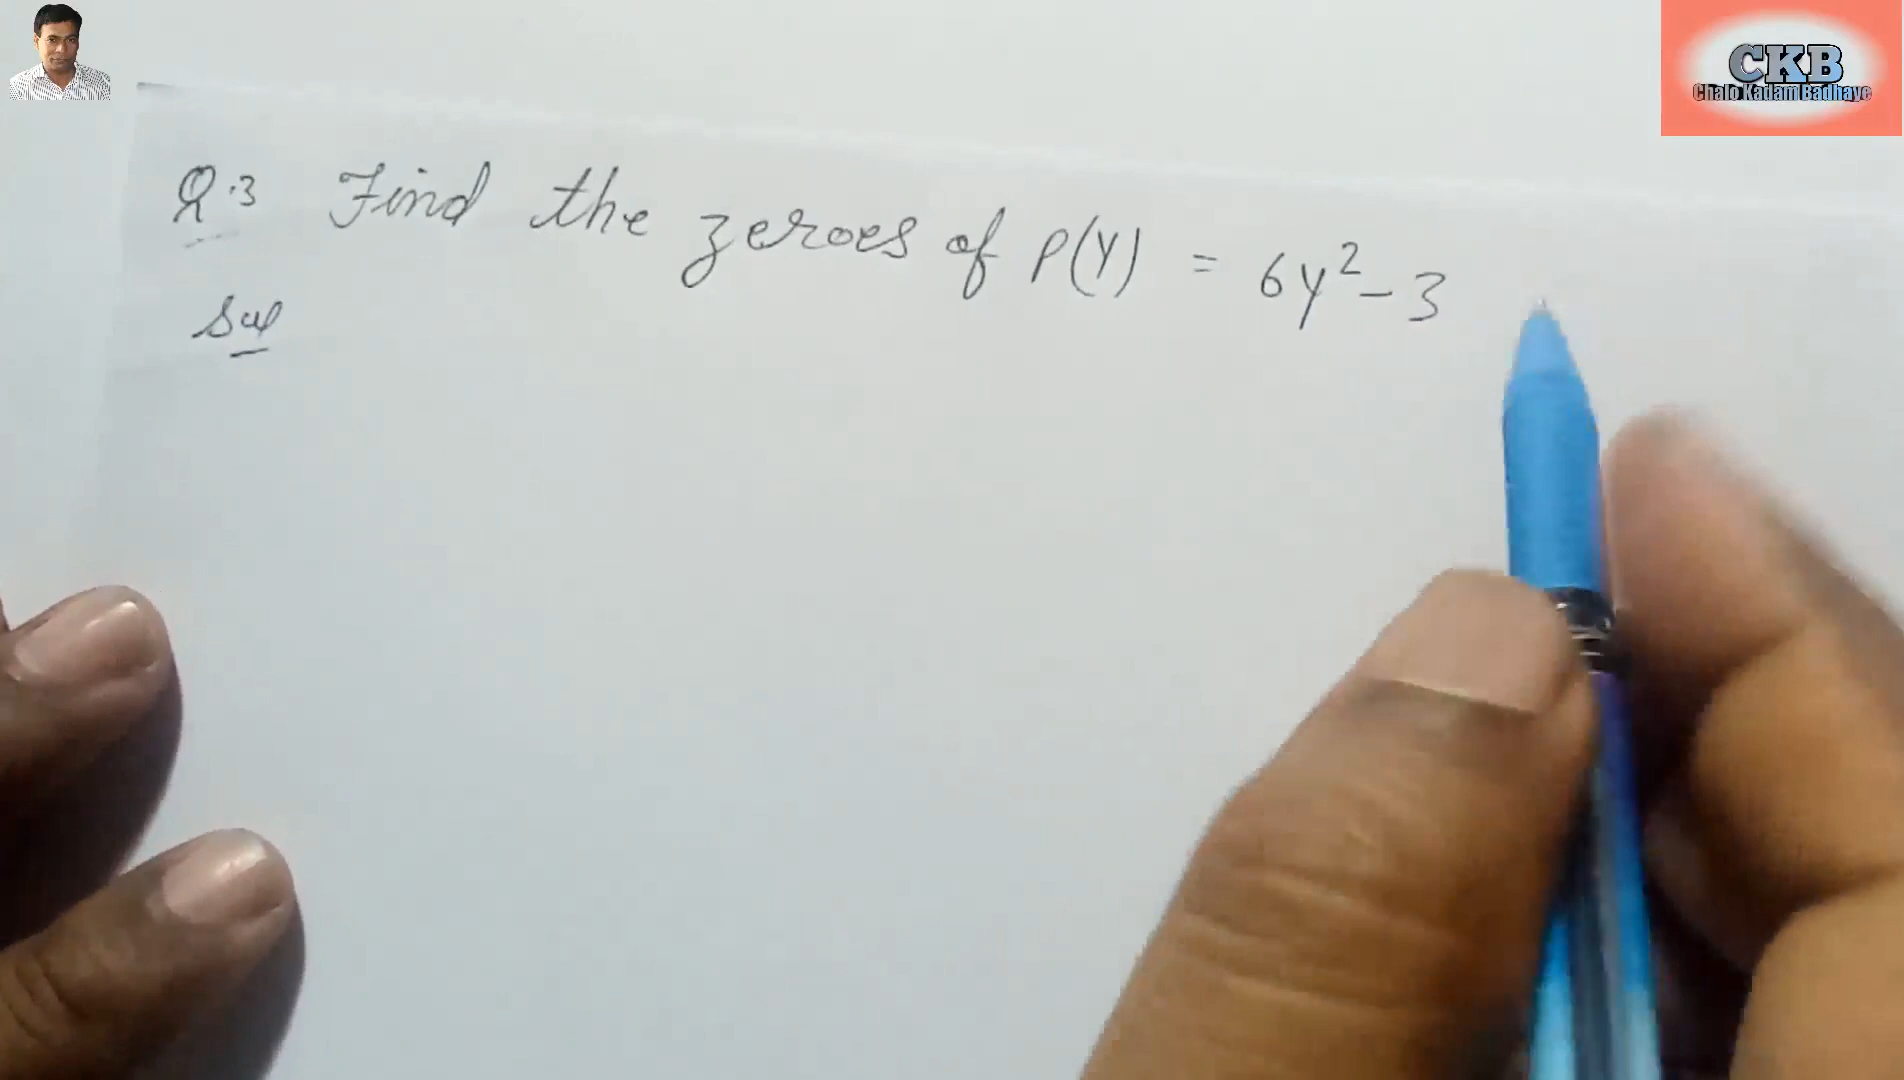 CKB
Chalo Kadam Badhaye
Q.3 Find the zeroes of P(Y) = 6y² - 3
Sol